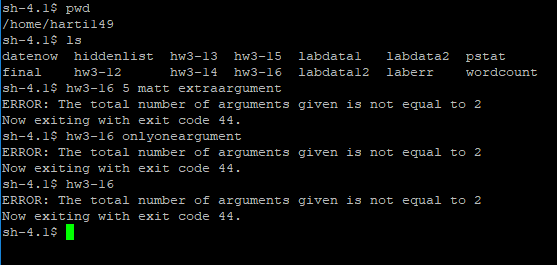 sh-4.1$ pwd
/home/harti149
sh-4.1$ ls
datenow  hiddenlist  hw3-13  hw3-15  labdata1   labdata2  pstat
final    hw3-12      hw3-14  hw3-16  labdata12  laberr    wordcount
sh-4.1$ hw3-16 5 matt extraargument
ERROR: The total number of arguments given is not equal to 2
Now exiting with exit code 44.
sh-4.1$ hw3-16 onlyoneargument
ERROR: The total number of arguments given is not equal to 2
Now exiting with exit code 44.
sh-4.1$ hw3-16
ERROR: The total number of arguments given is not equal to 2
Now exiting with exit code 44.
sh-4.1$